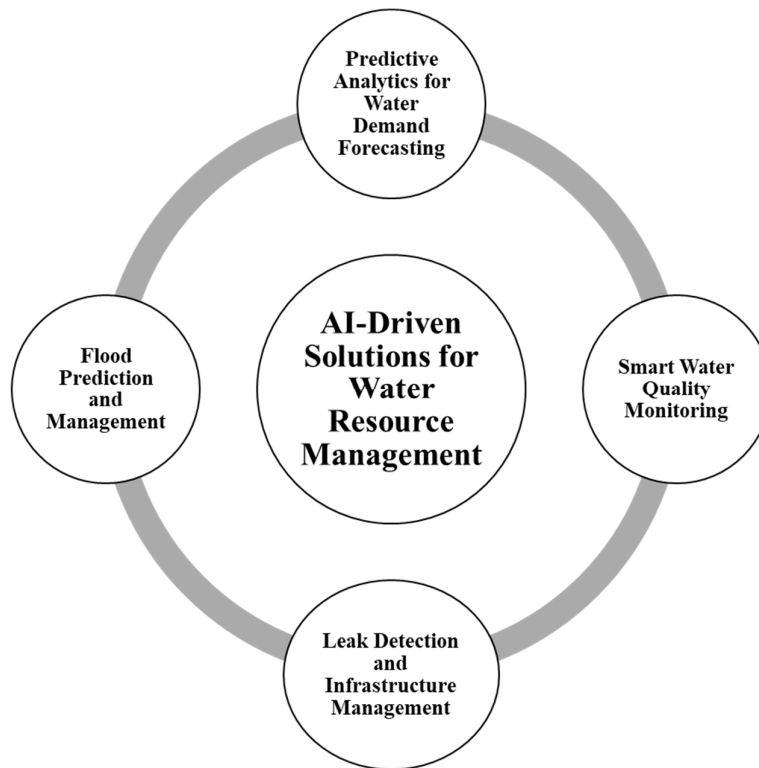 Predictive
Analytics for
Water
Demand
Forecasting
AI-Driven
Solutions for
Water
Resource
Management
Flood
Prediction
and
Management
Smart Water
Quality
Monitoring
Leak Detection
and
Infrastructure
Management